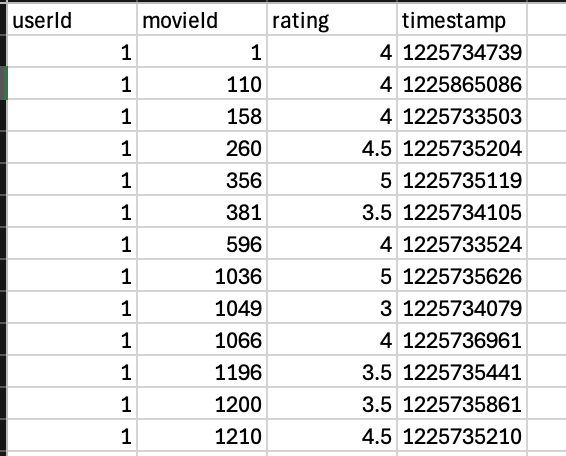 userId movieId rating timestamp
1 1 4 1225734739
1 110 4 1225865086
1 158 4 1225733503
1 260 4.5 1225735204
1 356 5 1225735119
1 381 3.5 1225734105
1 596 4 1225733524
1 1036 5 1225735626
1 1049 3 1225734079
1 1066 4 1225736961
1 1196 3.5 1225735441
1 1200 3.5 1225735861
1 1210 4.5 1225735210